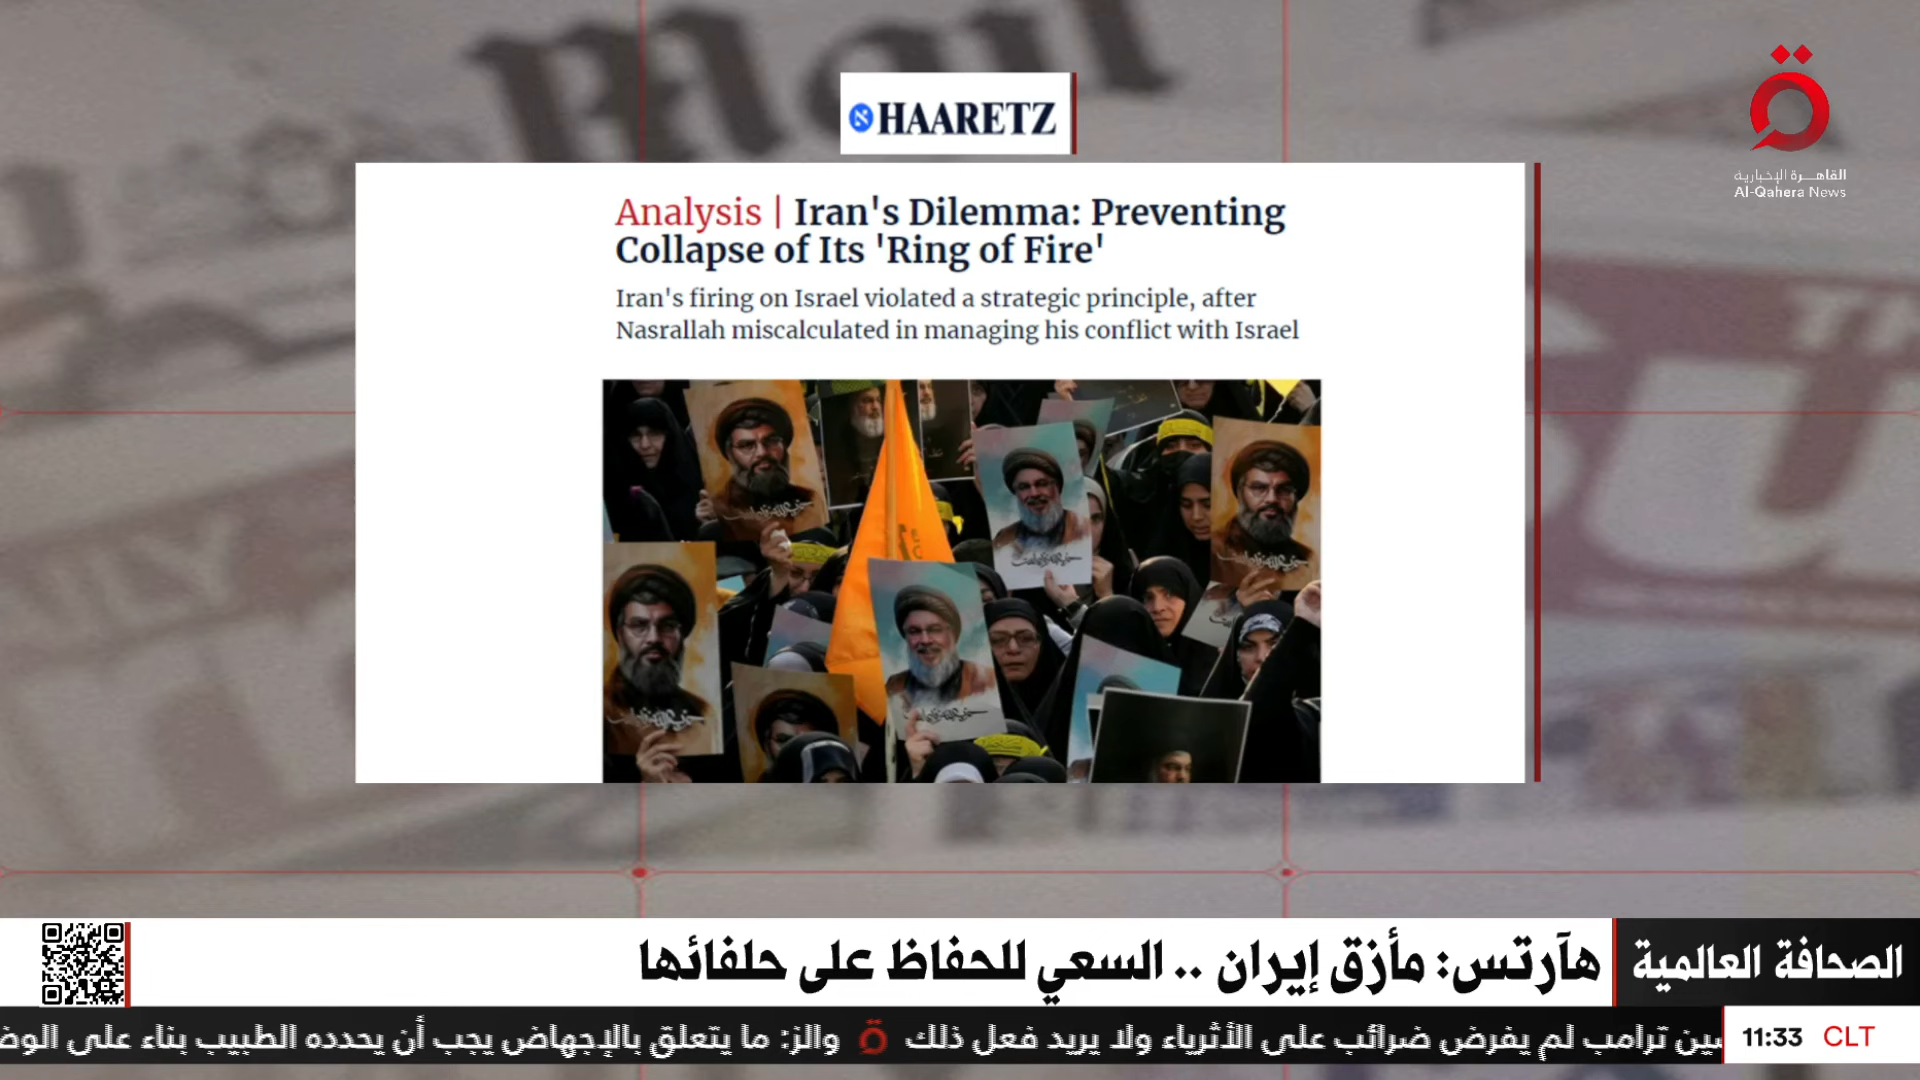 Mail
HAARETZ
القاهرة الإخبارية
Al-Qahera News
Analysis | Iran's Dilemma: Preventing
Collapse of Its 'Ring of Fire'
Iran's firing on Israel violated a strategic principle, after
Nasrallah miscalculated in managing his conflict with Israel
الصحافة العالمية
هآرتس: مأزق إيران .. السعي للحفاظ على حلفائها
ترامب لم يفرض ضرائب على الأثرياء ولا يريد فعل ذلك
والز: ما يتعلق بالإجهاض يجب أن يحدده الطبيب بناء على
11:33 CLT